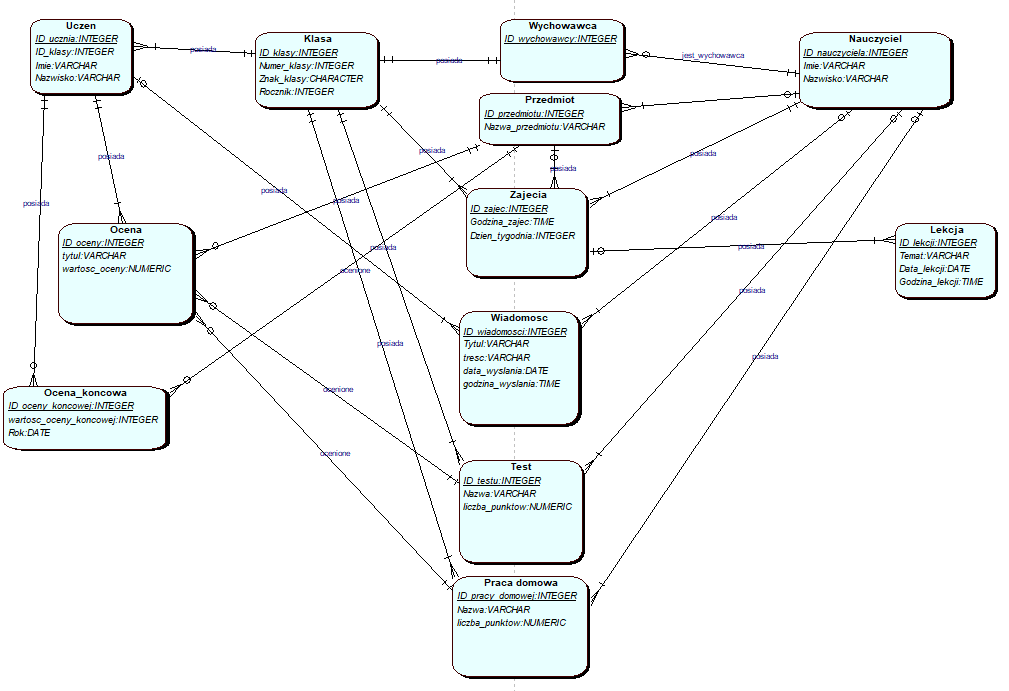 Uczen
ID_ucznia:INTEGER
ID_klasy:INTEGER
Imie:VARCHAR
Nazwisko:VARCHAR
posiada
Klasa
ID_klasy:INTEGER
Numer_klasy:INTEGER
Znak_klasy:CHARACTER
Rocznik:INTEGER
posiada
Wychowawca
ID_wychowawcy:INTEGER
jest_wychowawca
Nauczyciel
ID_nauczyciela:INTEGER
Imie:VARCHAR
Nazwisko:VARCHAR
Przedmiot
ID_przedmiotu:INTEGER
Nazwa_przedmiotu:VARCHAR
posiada
posiada
posiada
posiada
posiada
posiada
posiada
Zajecia
ID_zajec:INTEGER
Godzina_zajec:TIME
Dzien_tygodnia:INTEGER
posiada
posiada
Ocena
ID_oceny:INTEGER
tytul:VARCHAR
wartosc_oceny:NUMERIC
posiada
ocenione
posiada
Lekcja
ID_lekcji:INTEGER
Temat:VARCHAR
Data_lekcji:DATE
Godzina_lekcji:TIME
posiada
Wiadomosc
ID_wiadomosci:INTEGER
Tytul:VARCHAR
tresc:VARCHAR
data_wyslania:DATE
godzina_wyslania:TIME
posiada
posiada
ocenione
Ocena_koncowa
ID_oceny_koncowej:INTEGER
wartosc_oceny_koncowej:INTEGER
Rok:DATE
ocenione
Test
ID_testu:INTEGER
Nazwa:VARCHAR
liczba_punktow:NUMERIC
Praca domowa
ID_pracy_domowej:INTEGER
Nazwa:VARCHAR
liczba_punktow:NUMERIC